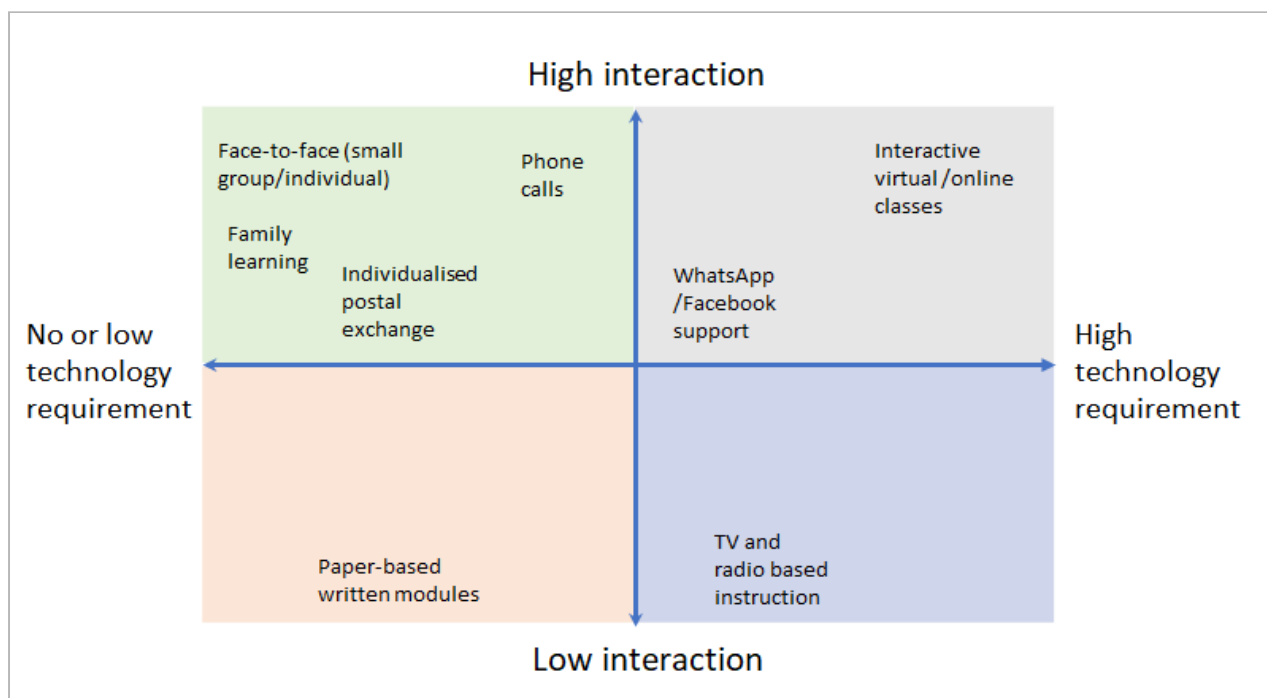 High interaction
Face-to-face (small
group/individual)
Phone
calls
Interactive
virtual/online
classes
Family
learning
Individualised
postal
exchange
WhatsApp
/Facebook
support
No or low
technology
requirement
High
technology
requirement
Paper-based
written modules
TV and
radio based
instruction
Low interaction